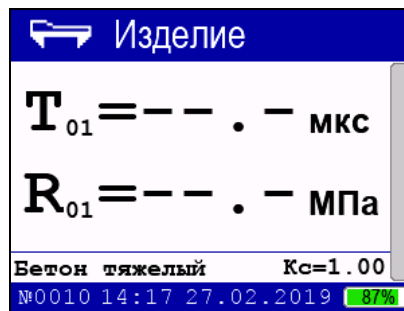 Изделие
T01=--.- мкс
R01=--.- МПа
Бетон тяжелый Кс=1.00
№0010 14:17 27.02.2019 87%